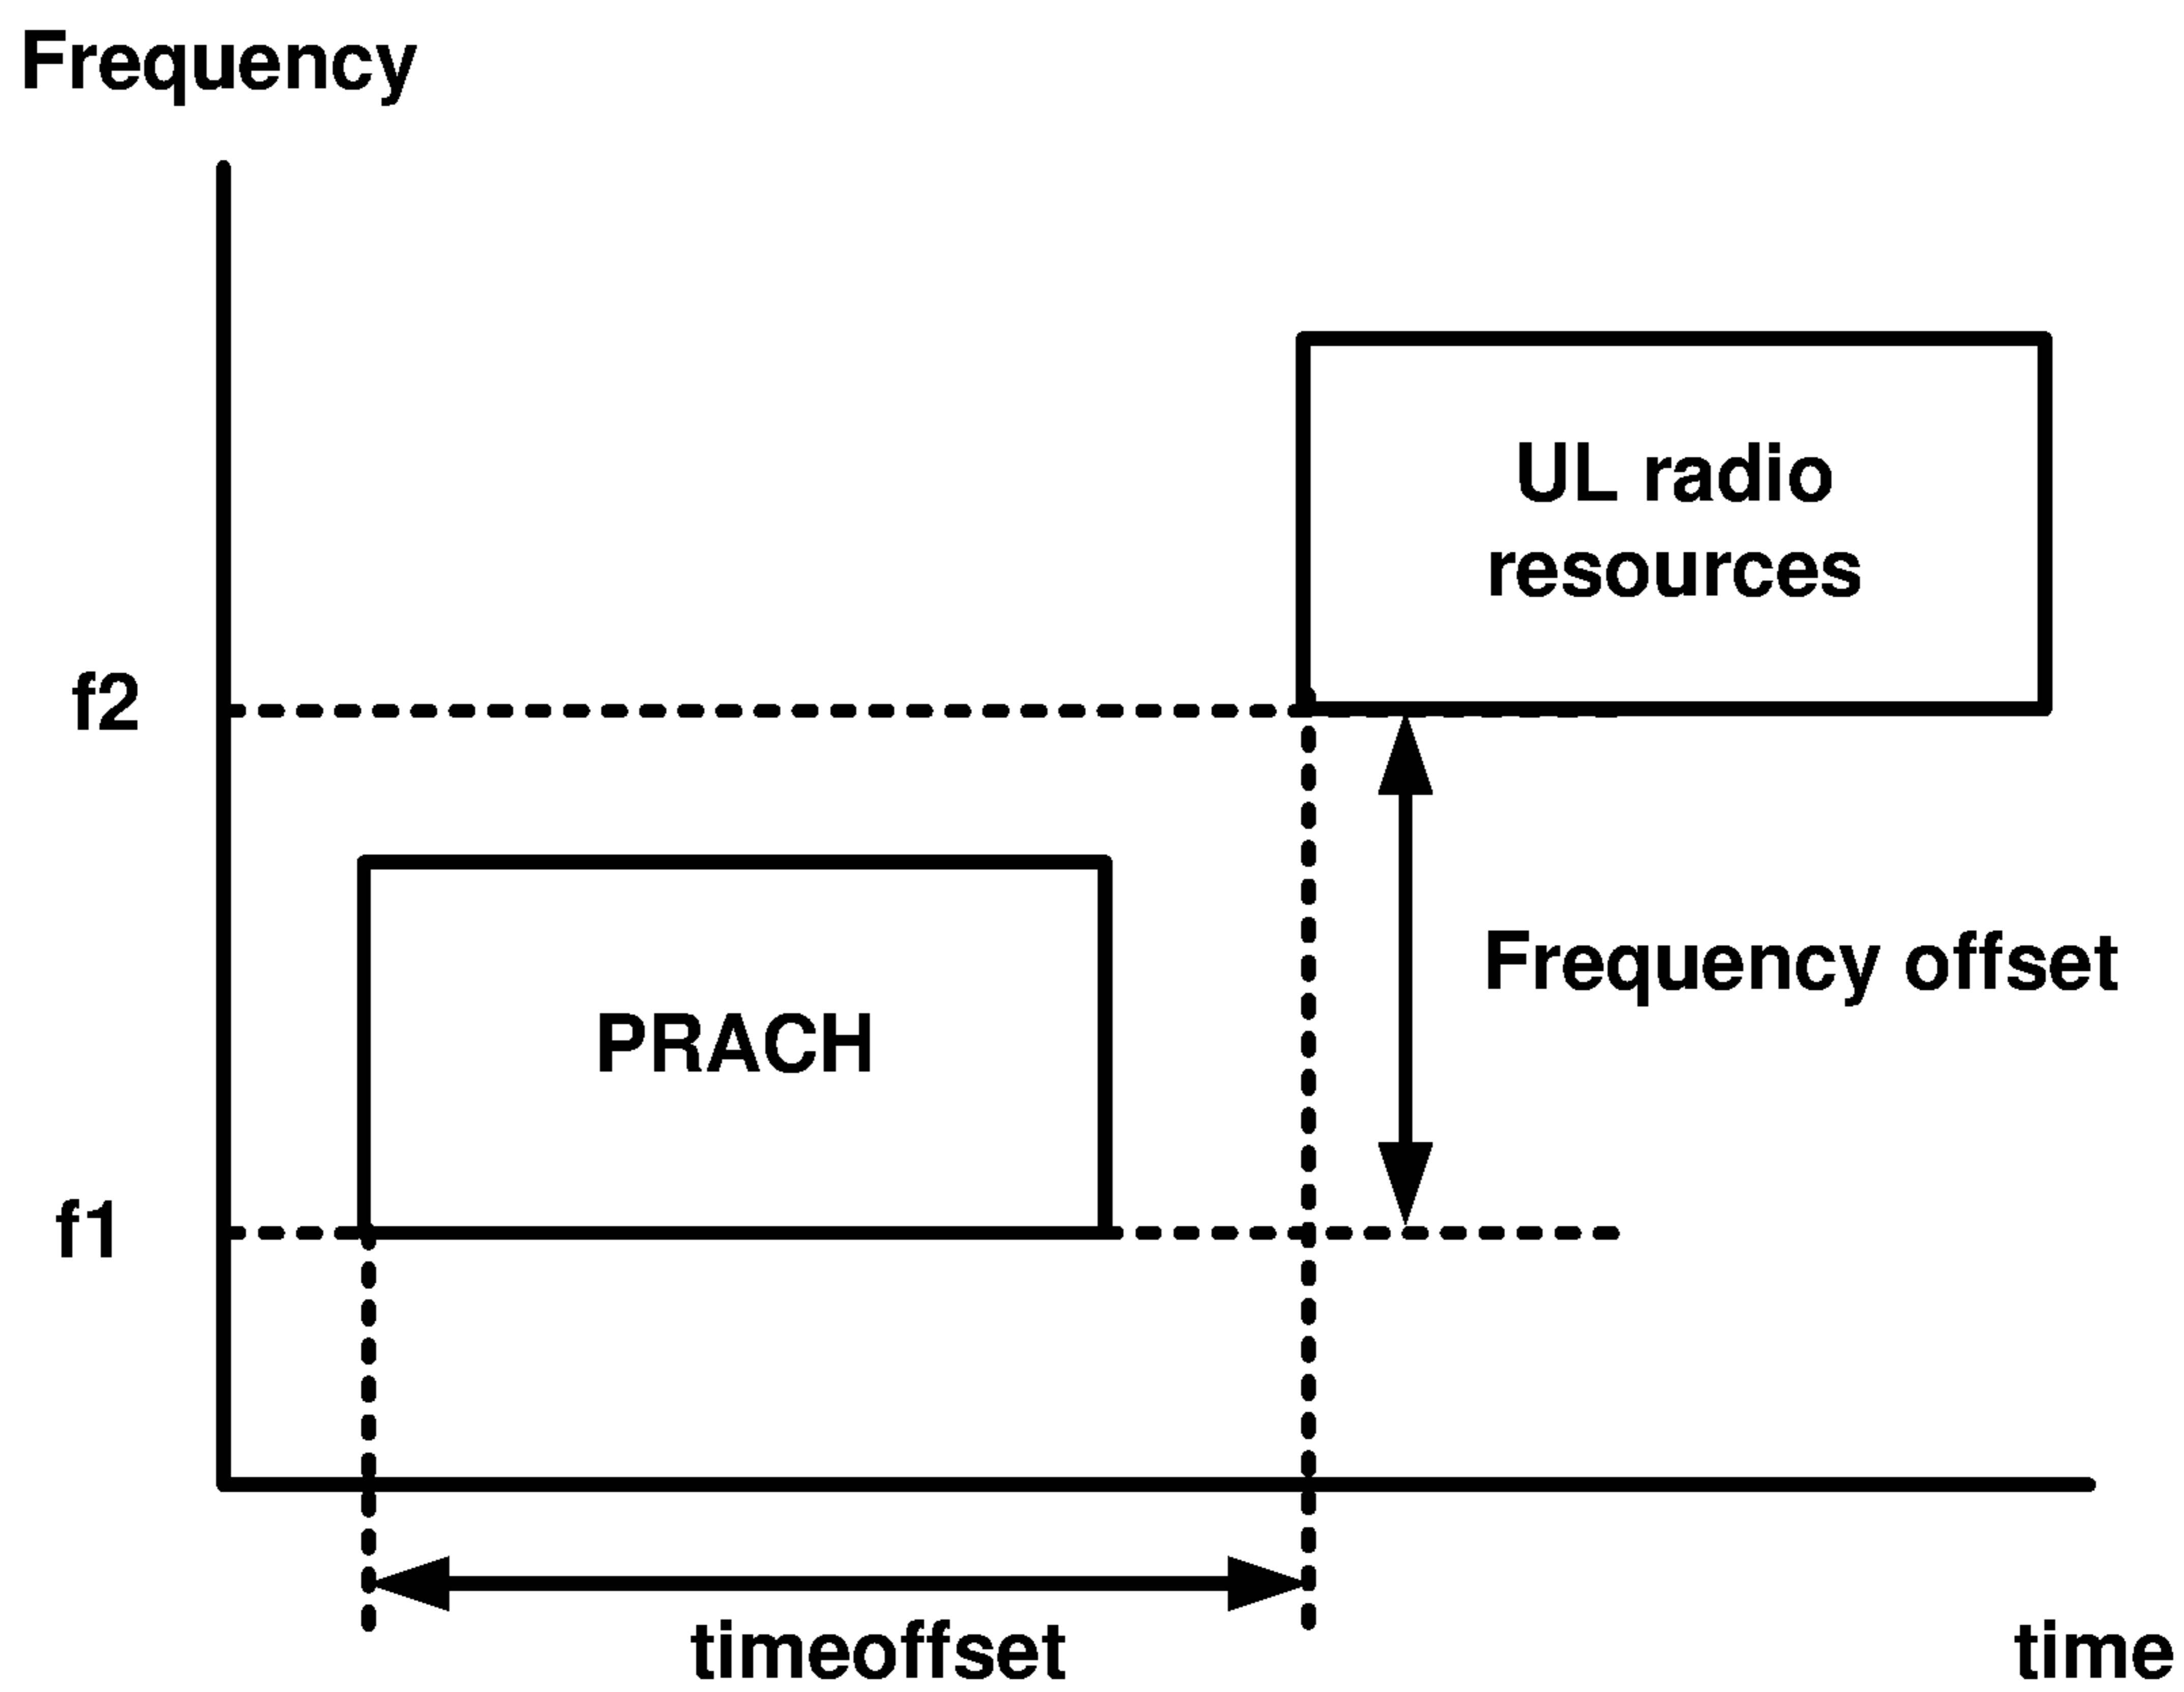 Frequency
UL radio
resources
f2
Frequency offset
PRACH
f1
timeoffset
time